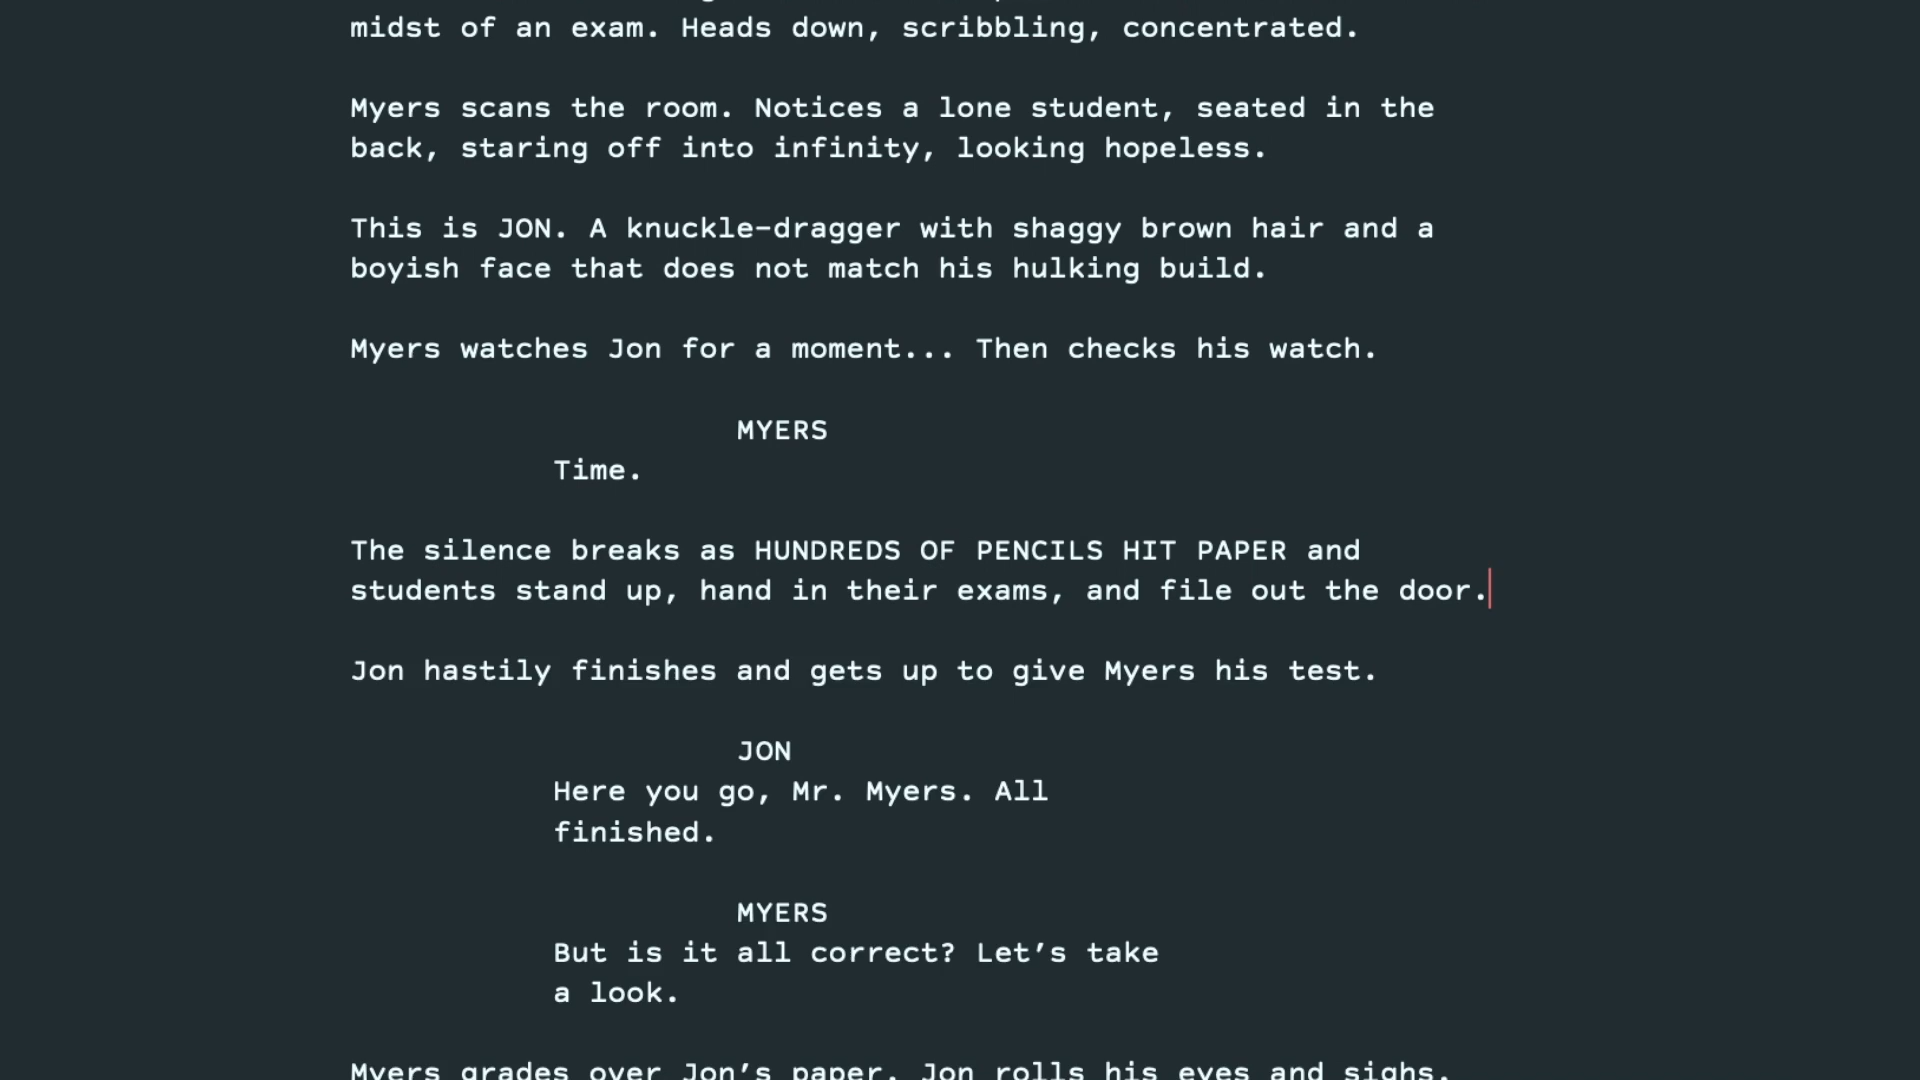 midst of an exam. Heads down, scribbling, concentrated.
Myers scans the room. Notices a lone student, seated in the
back, staring off into infinity, looking hopeless.
This is JON. A knuckle-dragger with shaggy brown hair and a
boyish face that does not match his hulking build.
Myers watches Jon for a moment... Then checks his watch.
MYERS
Time.
The silence breaks as HUNDREDS OF PENCILS HIT PAPER and
students stand up, hand in their exams, and file out the door.
Jon hastily finishes and gets up to give Myers his test.
JON
Here you go, Mr. Myers. All
finished.
MYERS
But is it all correct? Let’s take
a look.
Myers grades over Jon’s paper. Jon rolls his eyes and sighs.